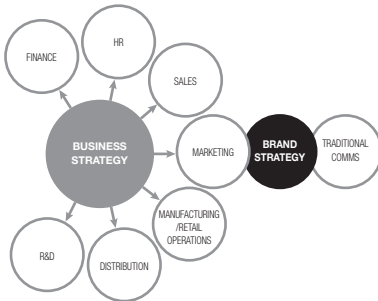 HR
FINANCE
SALES
BUSINESS
STRATEGY
MARKETING
BRAND
STRATEGY
TRADITIONAL
COMMS
MANUFACTURING
/RETAIL
OPERATIONS
R&D
DISTRIBUTION